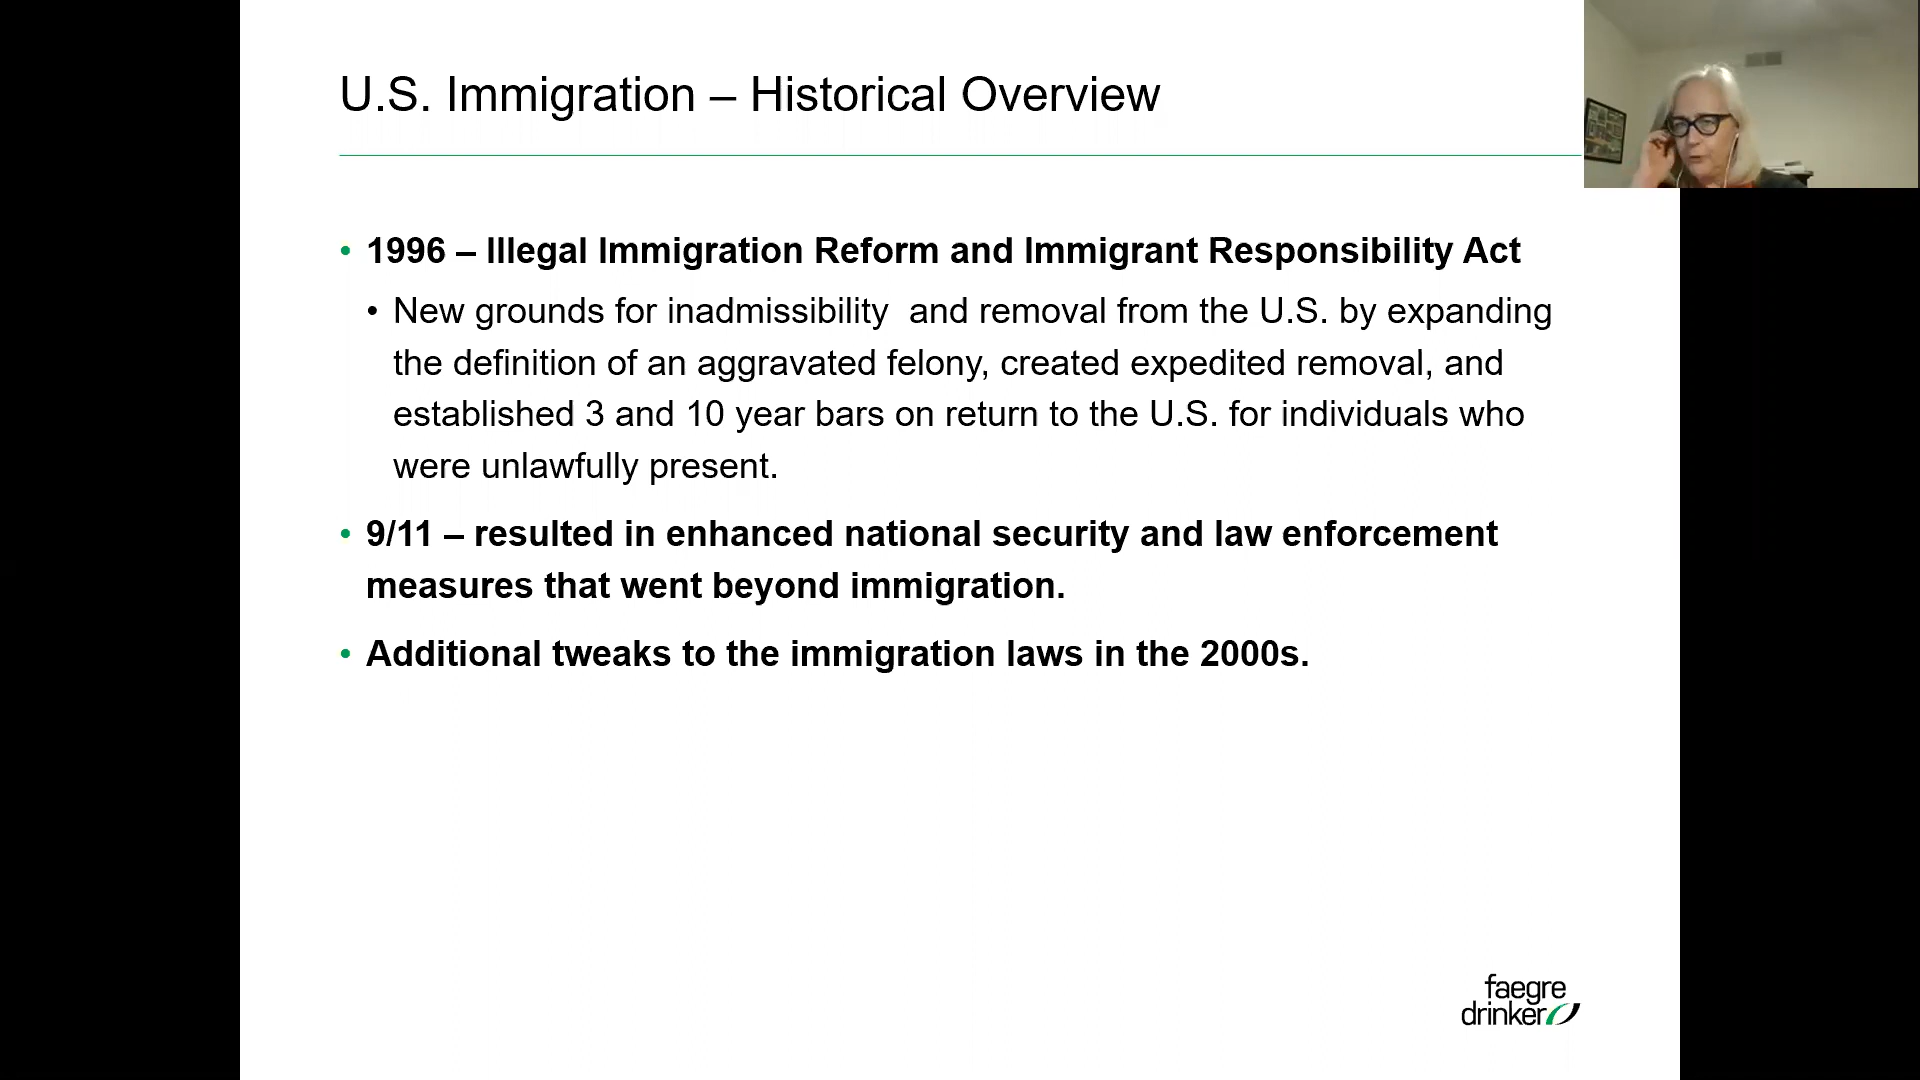 U.S. Immigration – Historical Overview
• 1996 – Illegal Immigration Reform and Immigrant Responsibility Act
• New grounds for inadmissibility  and removal from the U.S. by expanding
the definition of an aggravated felony, created expedited removal, and
established 3 and 10 year bars on return to the U.S. for individuals who
were unlawfully present.
• 9/11 – resulted in enhanced national security and law enforcement
measures that went beyond immigration.
• Additional tweaks to the immigration laws in the 2000s.
faegre
drinker